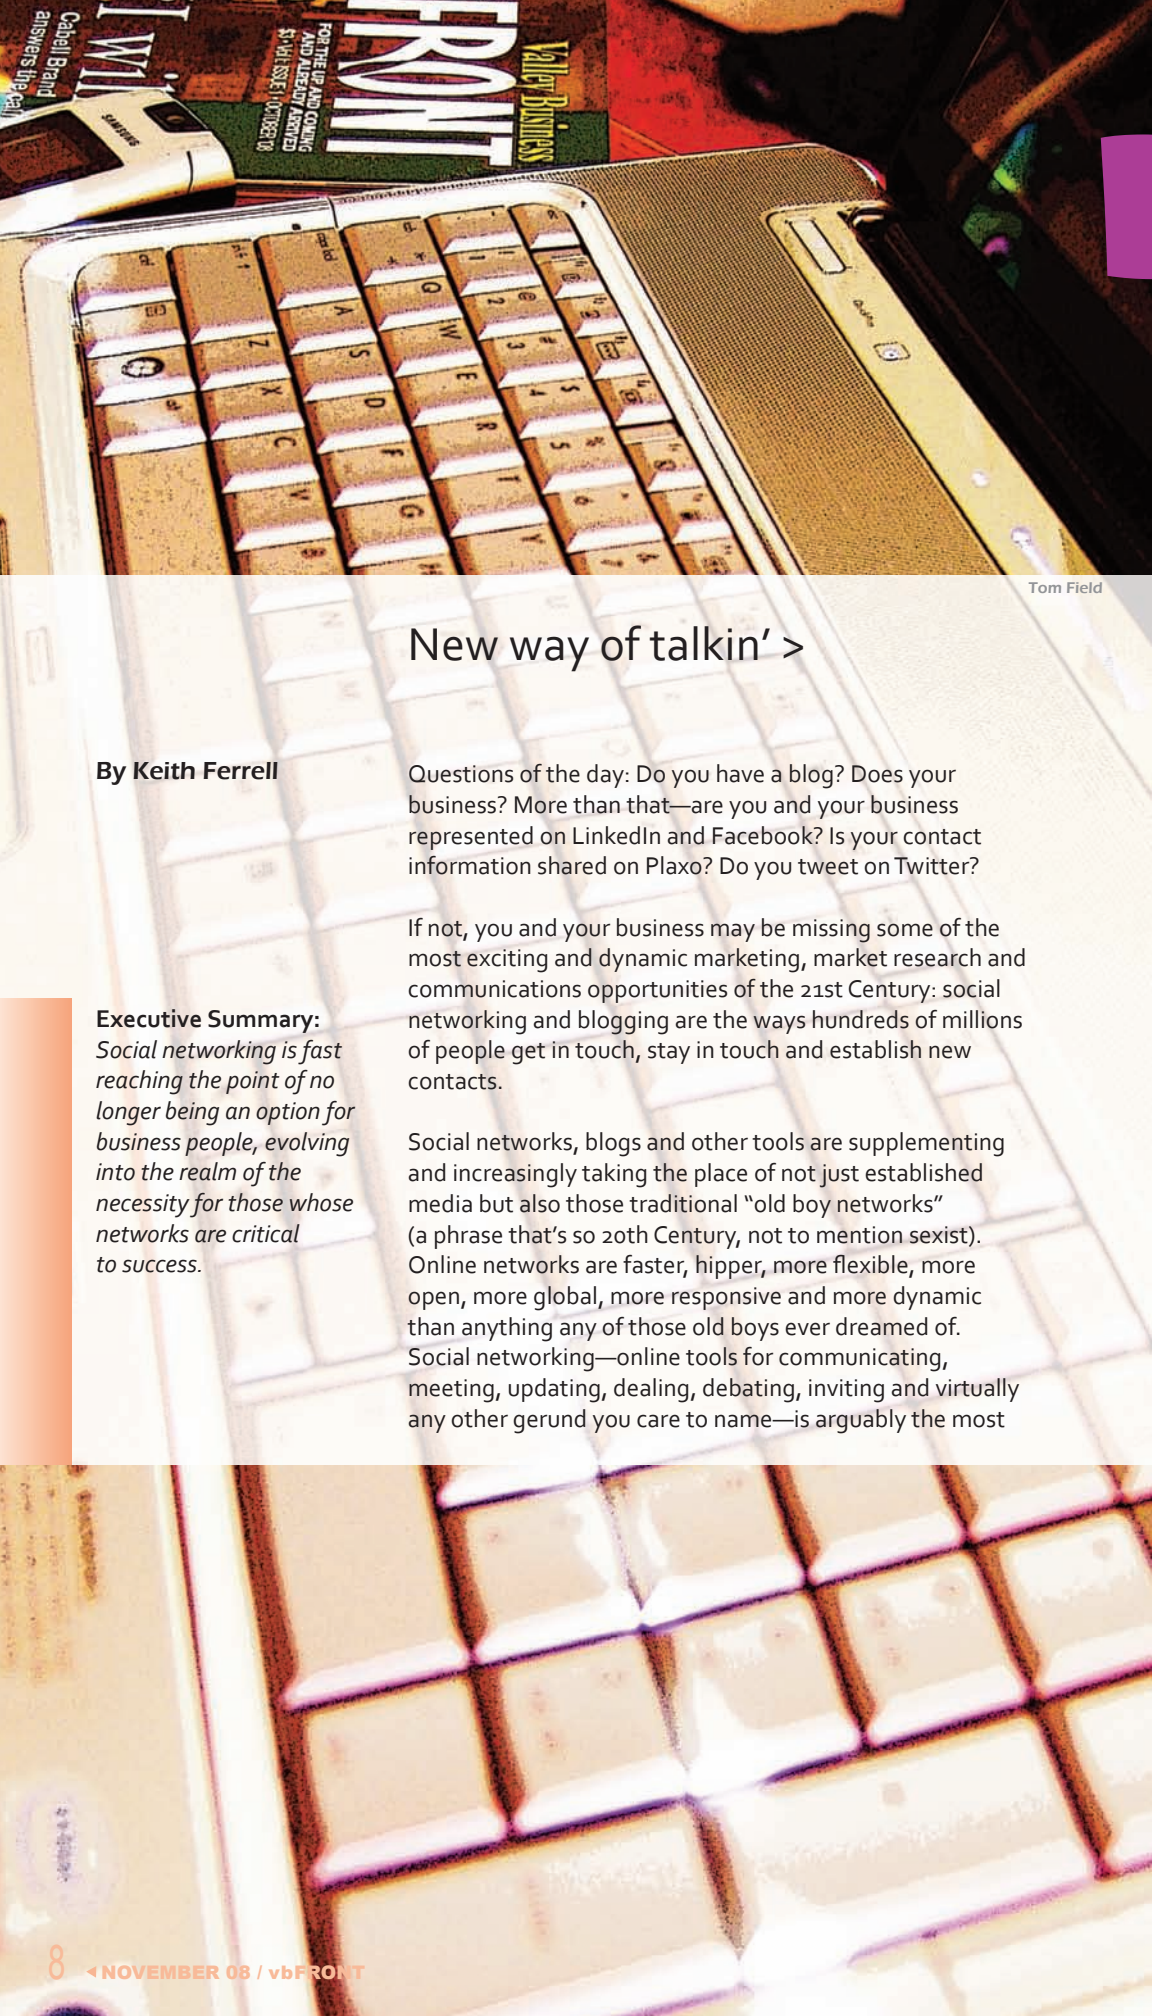 Valley Business
FRONT
FOR THE UP AND COMING
AND ALREADY ARRIVED
$3 • Vol 1 ISSUE 1 • OCTOBER 08
I will
Cabell Brand
answers the call
SAMSUNG
Tom Field
New way of talkin’ >
By Keith Ferrell
Executive Summary:
Social networking is fast
reaching the point of no
longer being an option for
business people, evolving
into the realm of the
necessity for those whose
networks are critical
to success.
Questions of the day: Do you have a blog? Does your
business? More than that—are you and your business
represented on LinkedIn and Facebook? Is your contact
information shared on Plaxo? Do you tweet on Twitter?
If not, you and your business may be missing some of the
most exciting and dynamic marketing, market research and
communications opportunities of the 21st Century: social
networking and blogging are the ways hundreds of millions
of people get in touch, stay in touch and establish new
contacts.
Social networks, blogs and other tools are supplementing
and increasingly taking the place of not just established
media but also those traditional “old boy networks”
(a phrase that’s so 20th Century, not to mention sexist).
Online networks are faster, hipper, more flexible, more
open, more global, more responsive and more dynamic
than anything any of those old boys ever dreamed of.
Social networking—online tools for communicating,
meeting, updating, dealing, debating, inviting and virtually
any other gerund you care to name—is arguably the most
8 NOVEMBER 08 / vbFRONT